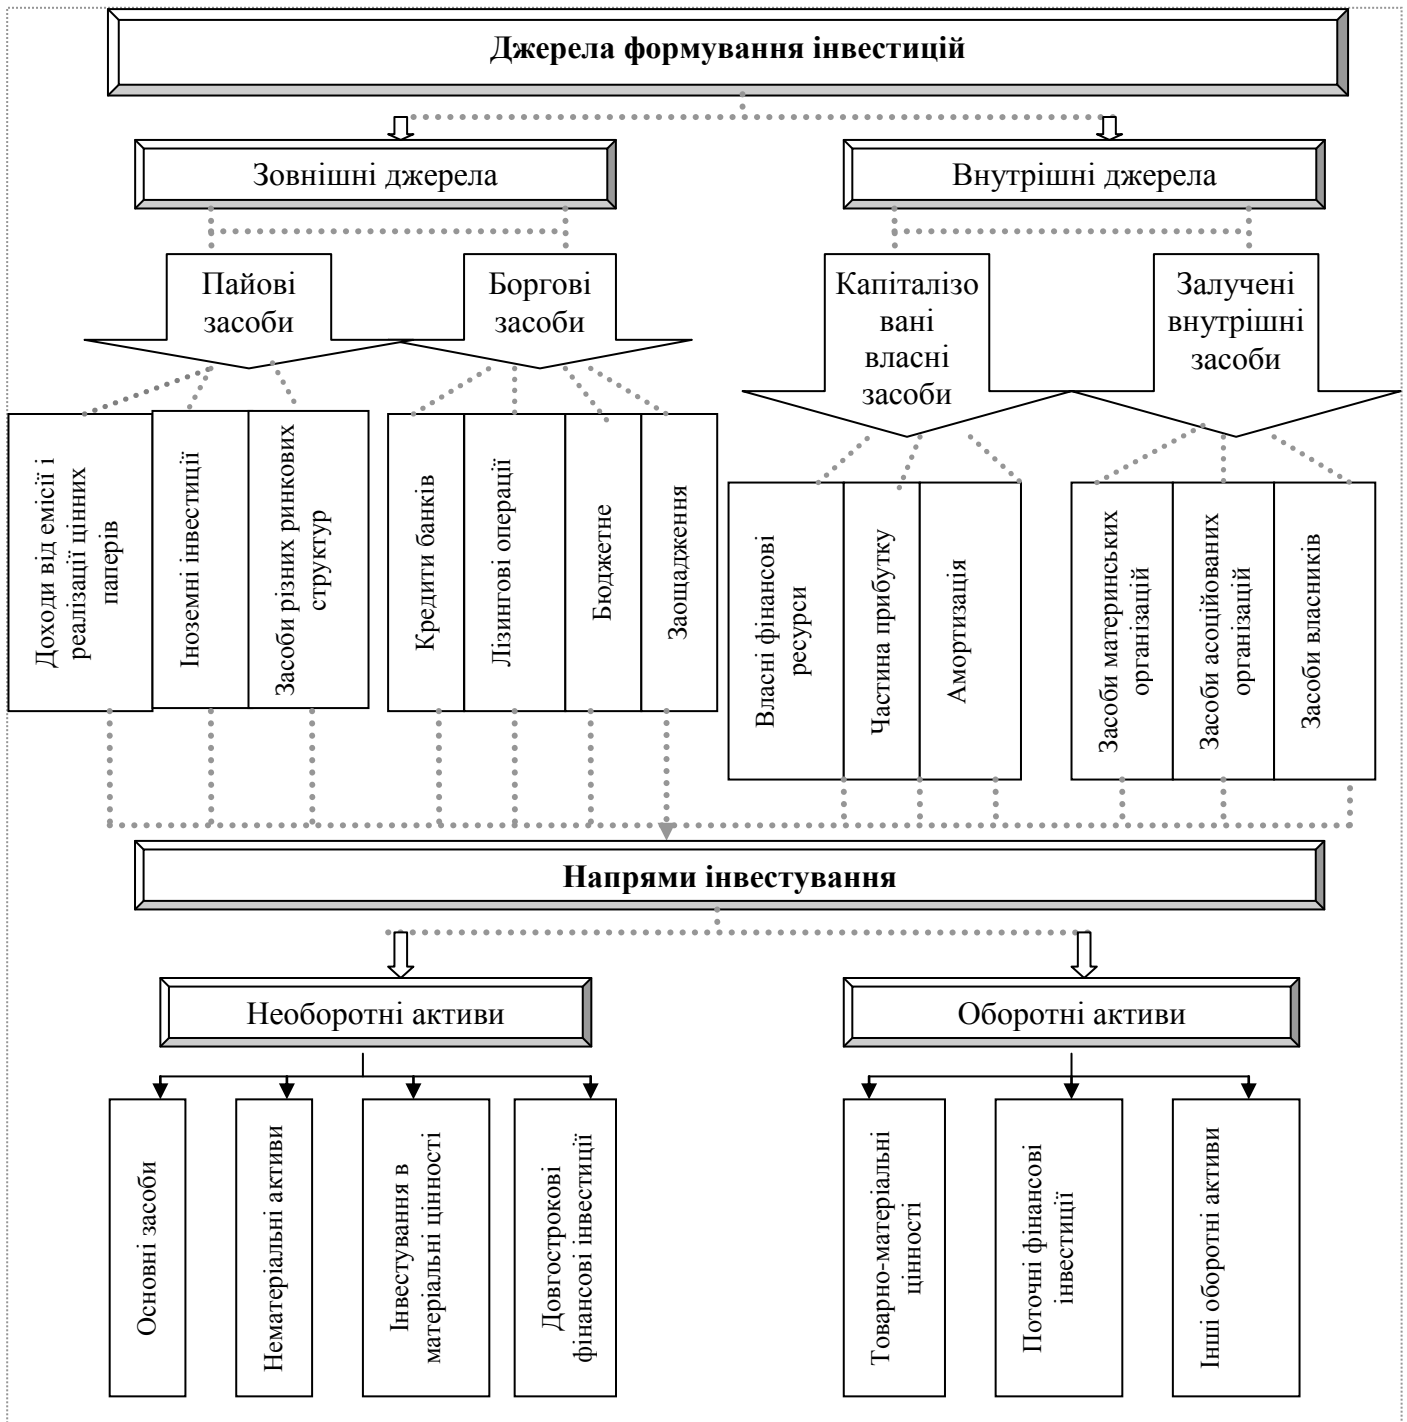 Джерела формування інвестицій
Зовнішні джерела
Внутрішні джерела
Пайові
засоби
Боргові
засоби
Капіталізо
вані
власні
засоби
Залучені
внутрішні
засоби
Доходи від емісії і
реалізації цінних
паперів
Іноземні інвестиції
Засоби різних ринкових
структур
Кредити банків
Лізингові операції
Бюджетне
Заощадження
Власні фінансові
ресурси
Частина прибутку
Амортизація
Засоби материнських
організацій
Засоби асоційованих
організацій
Засоби власників
Напрями інвестування
Необоротні активи
Оборотні активи
Основні засоби
Нематеріальні активи
Інвестування в
матеріальні цінності
Довгострокові
фінансові інвестиції
Товарно-матеріальні
цінності
Поточні фінансові
інвестиції
Інші оборотні активи